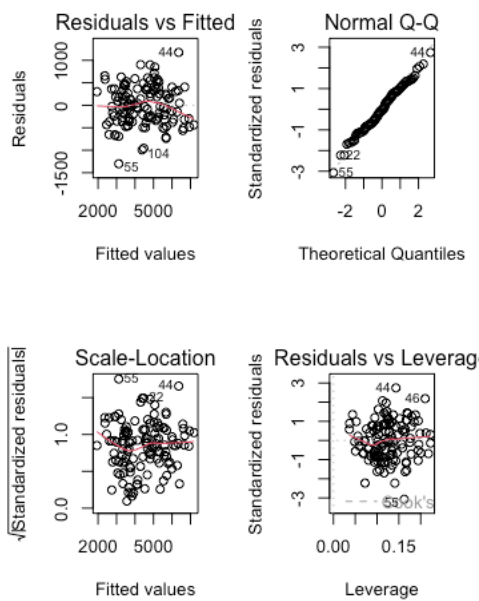 Residuals vs Fitted
Residuals
1000
0
-1500
44
104
55
2000 5000
Fitted values
Normal Q-Q
Standardized residuals
3
1
-1
-3
44
22
55
-2 0 2
Theoretical Quantiles
Scale-Location
√|Standardized residuals|
1.0
0.0
55
22
44
2000 5000
Fitted values
Residuals vs Leverage
Standardized residuals
3
1
-1
-3
44
46
55
Cook's
0.00 0.15
Leverage